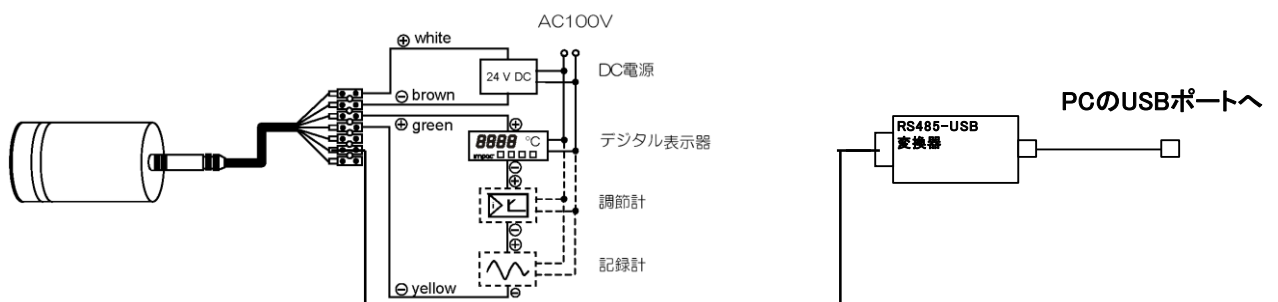 AC100V
⊕ white
24 V DC
DC電源
⊖ brown
⊕ green
⊕
8888 °C
impac
デジタル表示器
⊖
⊕
調節計
⊖
⊕
記録計
⊖ yellow
⊖
RS485-USB
変換器
PCのUSBポートへ